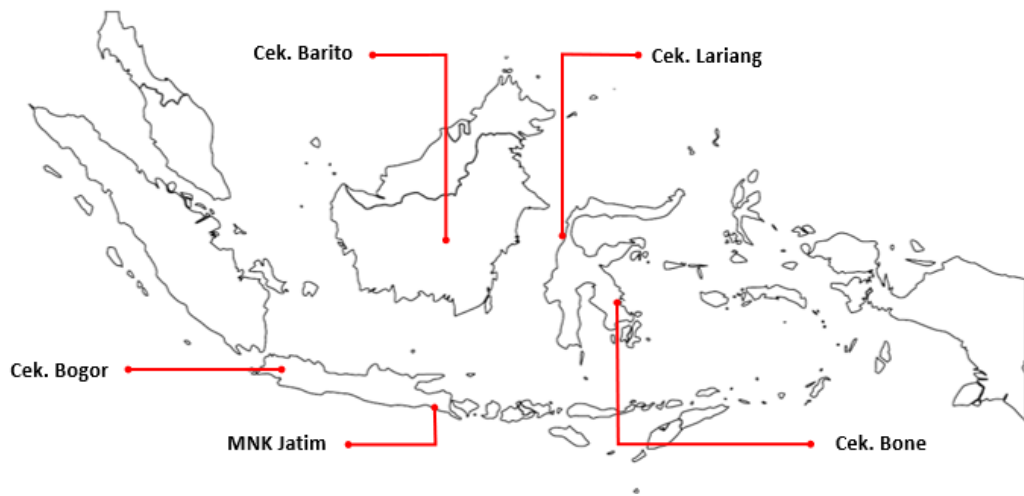 Cek. Barito
Cek. Lariang
Cek. Bogor
MNK Jatim
Cek. Bone